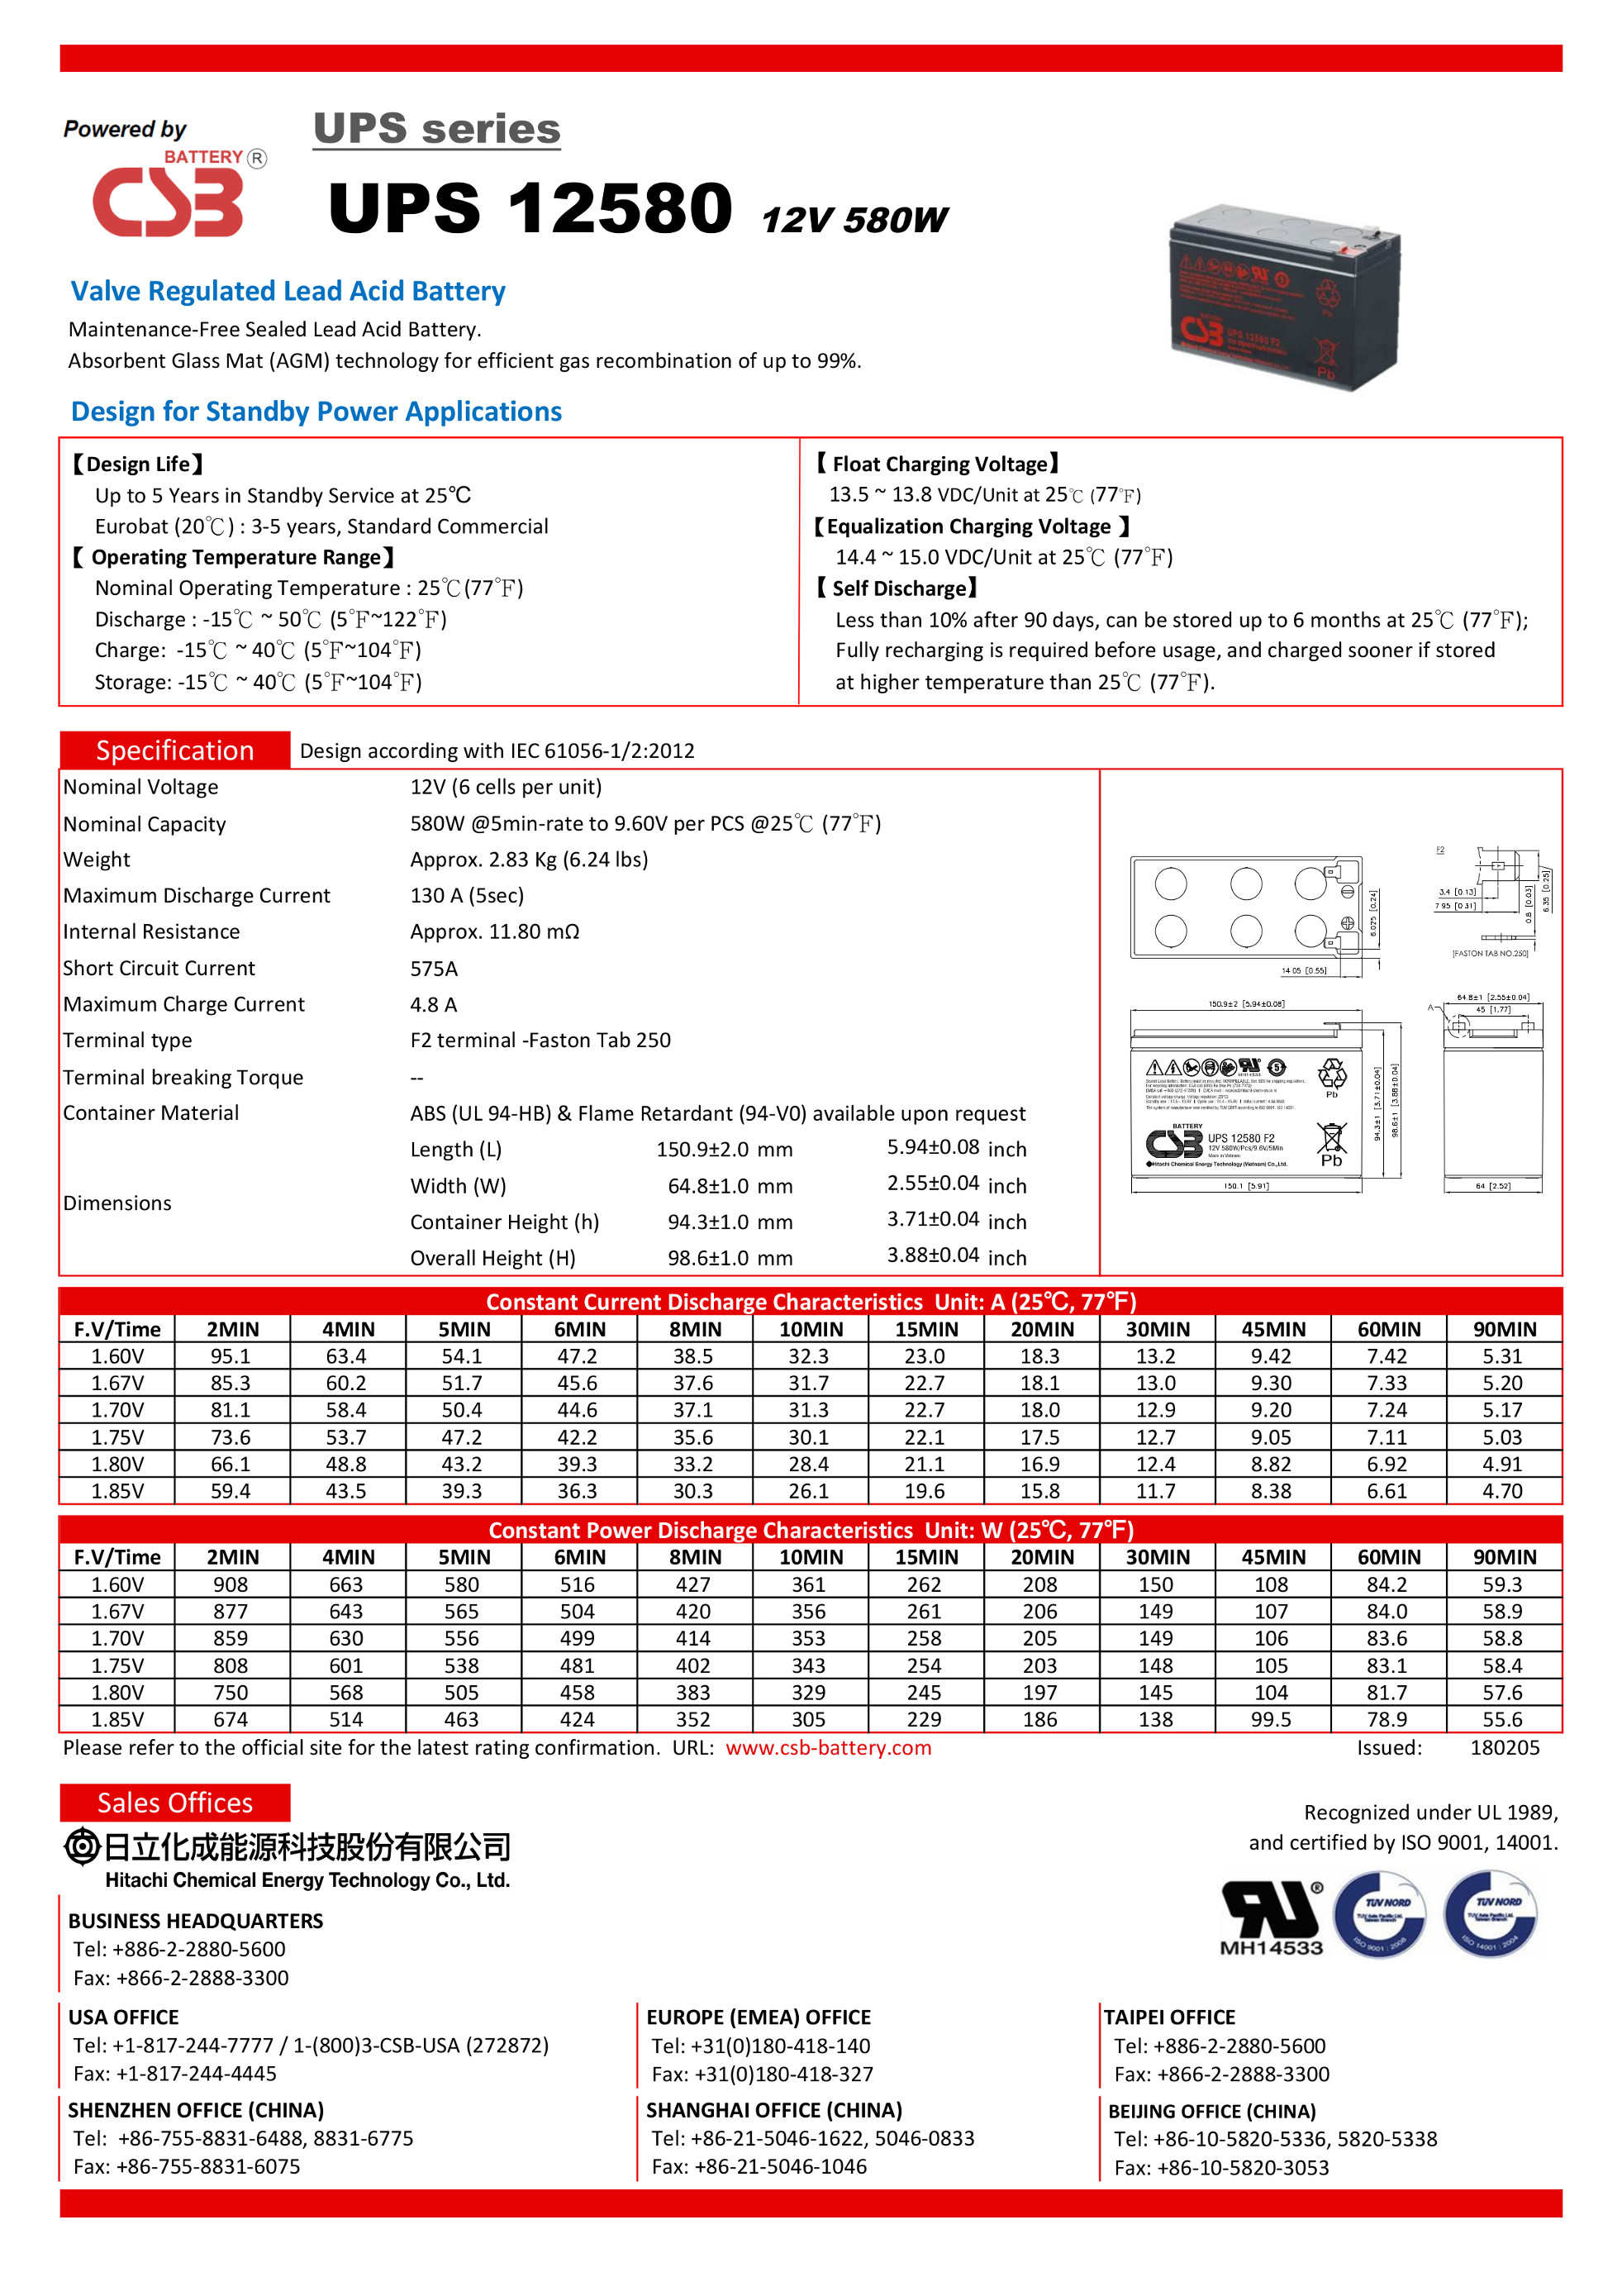 Powered by
BATTERY ®
CSB
UPS series
UPS 12580 12V 580W
Valve Regulated Lead Acid Battery
Maintenance-Free Sealed Lead Acid Battery.
Absorbent Glass Mat (AGM) technology for efficient gas recombination of up to 99%.
Design for Standby Power Applications
【Design Life】
Up to 5 Years in Standby Service at 25℃
Eurobat (20℃) : 3-5 years, Standard Commercial
【 Operating Temperature Range】
Nominal Operating Temperature : 25℃(77℉)
Discharge : -15℃ ~ 50℃ (5℉~122℉)
Charge: -15℃ ~ 40℃ (5℉~104℉)
Storage: -15℃ ~ 40℃ (5℉~104℉)
【 Float Charging Voltage】
13.5 ~ 13.8 VDC/Unit at 25℃ (77℉)
【Equalization Charging Voltage 】
14.4 ~ 15.0 VDC/Unit at 25℃ (77℉)
【 Self Discharge】
Less than 10% after 90 days, can be stored up to 6 months at 25℃ (77℉);
Fully recharging is required before usage, and charged sooner if stored
at higher temperature than 25℃ (77℉).
Specification Design according with IEC 61056-1/2:2012
Nominal Voltage 12V (6 cells per unit)
Nominal Capacity 580W @5min-rate to 9.60V per PCS @25℃ (77℉)
Weight Approx. 2.83 Kg (6.24 lbs)
Maximum Discharge Current 130 A (5sec)
Internal Resistance Approx. 11.80 mΩ
Short Circuit Current 575A
Maximum Charge Current 4.8 A
Terminal type F2 terminal -Faston Tab 250
Terminal breaking Torque --
Container Material ABS (UL 94-HB) & Flame Retardant (94-V0) available upon request
Dimensions
Length (L) 150.9±2.0 mm 5.94±0.08 inch
Width (W) 64.8±1.0 mm 2.55±0.04 inch
Container Height (h) 94.3±1.0 mm 3.71±0.04 inch
Overall Height (H) 98.6±1.0 mm 3.88±0.04 inch
F2
3.4 [0.13]
7.95 [0.31]
0.8 [0.03]
6.35 [0.25]
[FASTON TAB NO.250]
6.025 [0.24]
14.05 [0.55]
150.9±2 [5.94±0.08]
64.8±1 [2.55±0.04]
A
45 [1.77]
94.3±1 [3.71±0.04]
98.6±1 [3.88±0.04]
Pb
BATTERY
CSB
UPS 12580 F2
12V 580W/Pcs/9.6V/5Min
Made in Vietnam
Hitachi Chemical Energy Technology (Vietnam) Co.,Ltd.
Pb
150.1 [5.91]
64 [2.52]
Constant Current Discharge Characteristics Unit: A (25℃, 77℉)
F.V/Time 2MIN 4MIN 5MIN 6MIN 8MIN 10MIN 15MIN 20MIN 30MIN 45MIN 60MIN 90MIN
1.60V 95.1 63.4 54.1 47.2 38.5 32.3 23.0 18.3 13.2 9.42 7.42 5.31
1.67V 85.3 60.2 51.7 45.6 37.6 31.7 22.7 18.1 13.0 9.30 7.33 5.20
1.70V 81.1 58.4 50.4 44.6 37.1 31.3 22.7 18.0 12.9 9.20 7.24 5.17
1.75V 73.6 53.7 47.2 42.2 35.6 30.1 22.1 17.5 12.7 9.05 7.11 5.03
1.80V 66.1 48.8 43.2 39.3 33.2 28.4 21.1 16.9 12.4 8.82 6.92 4.91
1.85V 59.4 43.5 39.3 36.3 30.3 26.1 19.6 15.8 11.7 8.38 6.61 4.70
Constant Power Discharge Characteristics Unit: W (25℃, 77℉)
F.V/Time 2MIN 4MIN 5MIN 6MIN 8MIN 10MIN 15MIN 20MIN 30MIN 45MIN 60MIN 90MIN
1.60V 908 663 580 516 427 361 262 208 150 108 84.2 59.3
1.67V 877 643 565 504 420 356 261 206 149 107 84.0 58.9
1.70V 859 630 556 499 414 353 258 205 149 106 83.6 58.8
1.75V 808 601 538 481 402 343 254 203 148 105 83.1 58.4
1.80V 750 568 505 458 383 329 245 197 145 104 81.7 57.6
1.85V 674 514 463 424 352 305 229 186 138 99.5 78.9 55.6
Please refer to the official site for the latest rating confirmation. URL: www.csb-battery.com Issued: 180205
Sales Offices
日立化成能源科技股份有限公司
Hitachi Chemical Energy Technology Co., Ltd.
Recognized under UL 1989,
and certified by ISO 9001, 14001.
MH14533
TUV NORD
ISO 9001 : 2008
TUV NORD
ISO 14001 : 2004
BUSINESS HEADQUARTERS
Tel: +886-2-2880-5600
Fax: +866-2-2888-3300
USA OFFICE
Tel: +1-817-244-7777 / 1-(800)3-CSB-USA (272872)
Fax: +1-817-244-4445
EUROPE (EMEA) OFFICE
Tel: +31(0)180-418-140
Fax: +31(0)180-418-327
TAIPEI OFFICE
Tel: +886-2-2880-5600
Fax: +866-2-2888-3300
SHENZHEN OFFICE (CHINA)
Tel: +86-755-8831-6488, 8831-6775
Fax: +86-755-8831-6075
SHANGHAI OFFICE (CHINA)
Tel: +86-21-5046-1622, 5046-0833
Fax: +86-21-5046-1046
BEIJING OFFICE (CHINA)
Tel: +86-10-5820-5336, 5820-5338
Fax: +86-10-5820-3053